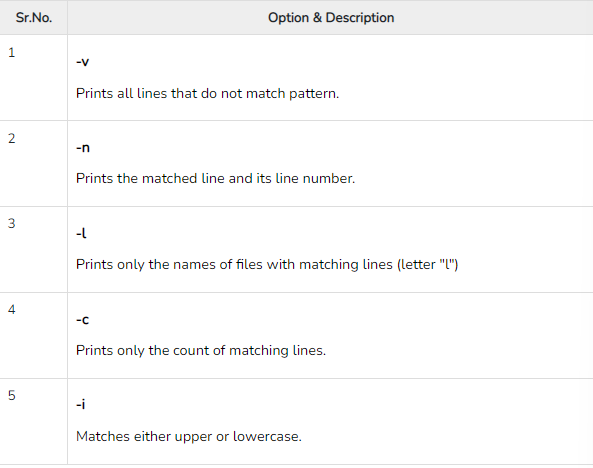 Sr.No. Option & Description
1
-v
Prints all lines that do not match pattern.
2
-n
Prints the matched line and its line number.
3
-l
Prints only the names of files with matching lines (letter "l")
4
-c
Prints only the count of matching lines.
5
-i
Matches either upper or lowercase.